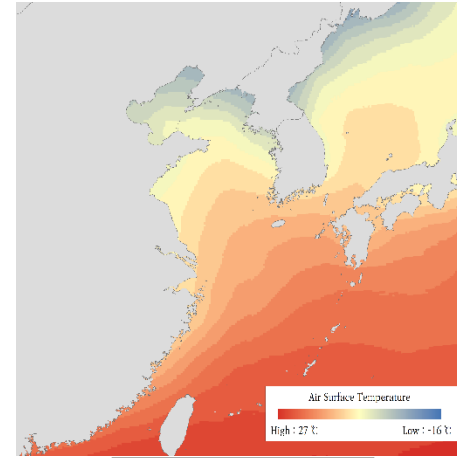 Air Surface Temperature
High : 27 ℃ Low : -16 ℃